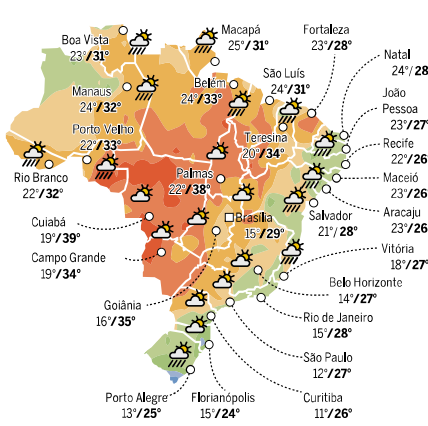 Boa Vista
23°/31°
Macapá
25°/31°
Fortaleza
23°/28°
Natal
24°/28
Manaus
24°/32°
Belém
24°/33°
São Luís
24°/31°
João
Pessoa
23°/27°
Porto Velho
22°/33°
Teresina
20°/34°
Recife
22°/26
Rio Branco
22°/32°
Palmas
22°/38°
Maceió
23°/26
Aracaju
23°/26
Cuiabá
19°/39°
Brasília
15°/29°
Salvador
21°/28°
Vitória
18°/27°
Campo Grande
19°/34°
Belo Horizonte
14°/27°
Goiânia
16°/35°
Rio de Janeiro
15°/28°
São Paulo
12°/27°
Porto Alegre
13°/25°
Florianópolis
15°/24°
Curitiba
11°/26°